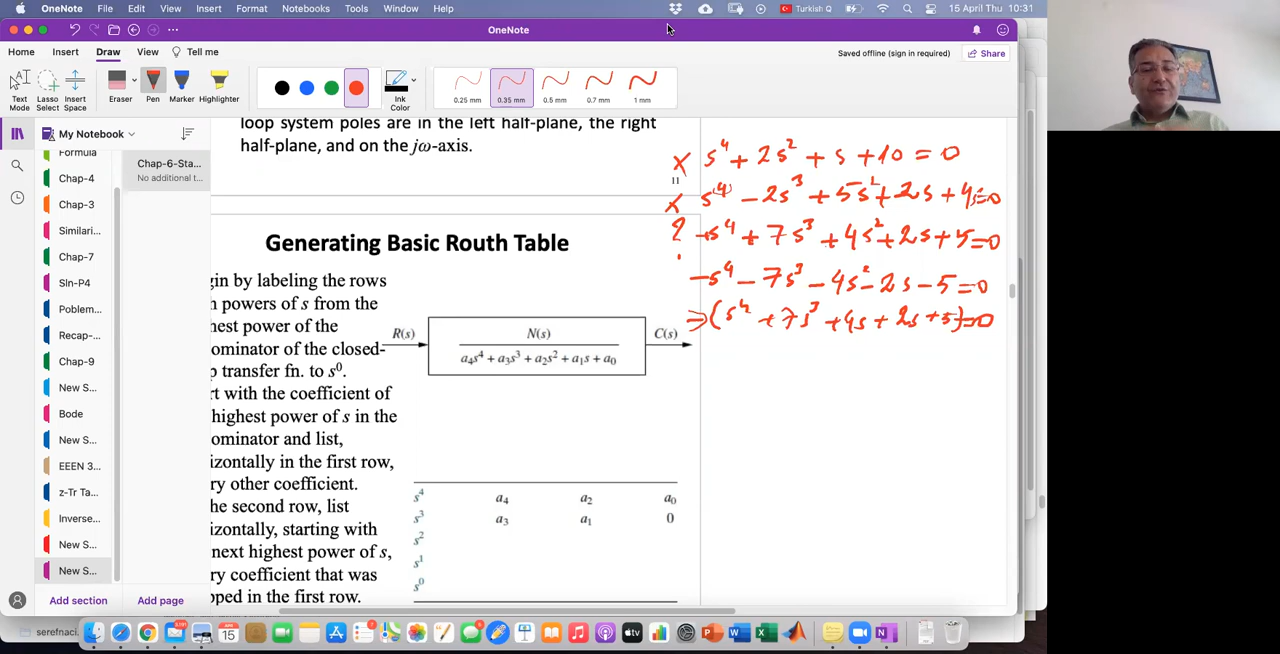 OneNote File Edit View Insert Format Notebooks Tools Window Help Turkish Q 15 April Thu 10:31
OneNote
Home Insert Draw View Tell me Saved offline (sign in required) Share
Text Mode Lasso Select Insert Space Eraser Pen Marker Highlighter Ink Color 0.25 mm 0.35 mm 0.5 mm 0.7 mm 1 mm
My Notebook
Formula
Chap-4
Chap-3
Similari...
Chap-7
Sln-P4
Poblem...
Recap-...
Chap-9
New S...
Bode
New S...
EEEN 3...
z-Tr Ta...
Inverse...
New S...
New S...
Add section Add page
Chap-6-Sta...
No additional t...
loop system poles are in the left half-plane, the right
half-plane, and on the jω-axis.
11
Generating Basic Routh Table
gin by labeling the rows
h powers of s from the
hest power of the
ominator of the closed-
p transfer fn. to s⁰.
rt with the coefficient of
highest power of s in the
ominator and list,
izontally in the first row,
ry other coefficient.
he second row, list
izontally, starting with
next highest power of s,
ry coefficient that was
pped in the first row.
R(s) N(s) C(s)
a₄s⁴ + a₃s³ + a₂s² + a₁s + a₀
s⁴ a₄ a₂ a₀
s³ a₃ a₁ 0
s²
s¹
s⁰
X s⁴ + 2s² + s + 10 = 0
X s⁴ - 2s³ + 5s² + 2s + 4s = 0
? -s⁴ + 7s³ + 4s² + 2s + 5 = 0
-s⁴ - 7s³ - 4s² - 2s - 5 = 0
⇒ (s⁴ + 7s³ + 4s + 2s + 5) = 0
15
tv
serefnaci.